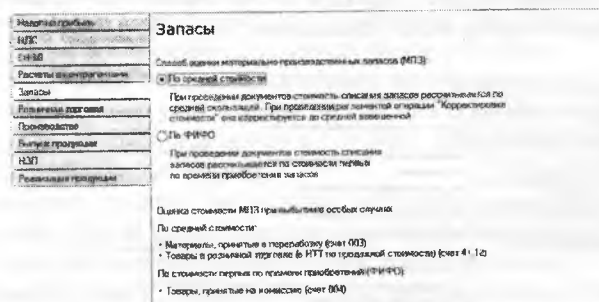 Налог на прибыль
НДС
ЕНВД
Расчеты с контрагентами
Запасы
Розничная торговля
Производство
Выпуск продукции
НЗП
Реализация продукции
Запасы
Способ оценки материально-производственных запасов (МПЗ):
По средней стоимости
При проведении документов стоимость списания запасов рассчитывается по
средней скользящей. При проведении регламентной операции "Корректировка
стоимости" она корректируется до средней взвешенной
По ФИФО
При проведении документов стоимость списания
запасов рассчитывается по стоимости первых
по времени приобретения запасов
Оценка стоимости МПЗ при выбытии в особых случаях
По средней стоимости:
• Материалы, принятые в переработку (счет 003)
• Товары в розничной торговле (в НТТ по продажной стоимости) (счет 41.12)
По стоимости первых по времени приобретений (ФИФО):
• Товары, принятые на комиссию (счет 004)